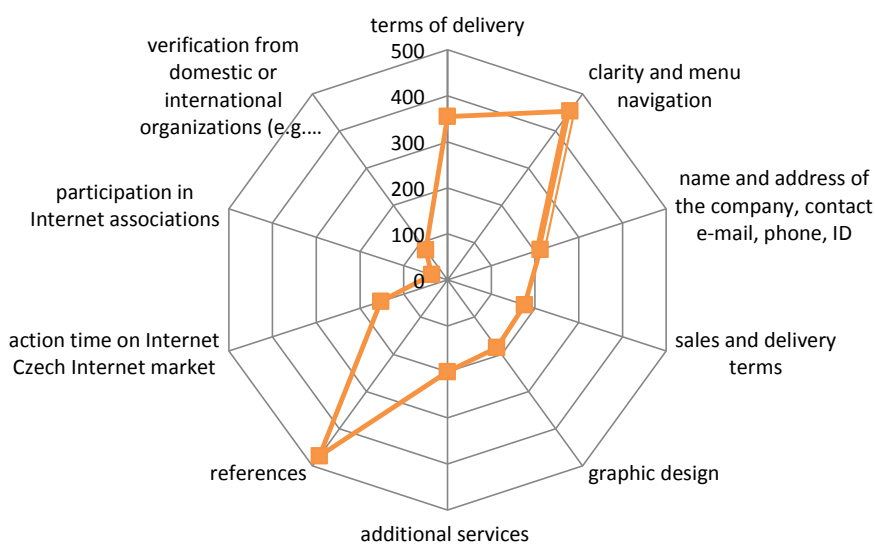 terms of delivery
clarity and menu
navigation
name and address of
the company, contact
e-mail, phone, ID
sales and delivery
terms
graphic design
additional services
references
action time on Internet
Czech Internet market
participation in
Internet associations
verification from
domestic or
international
organizations (e.g....
500
400
300
200
100
0